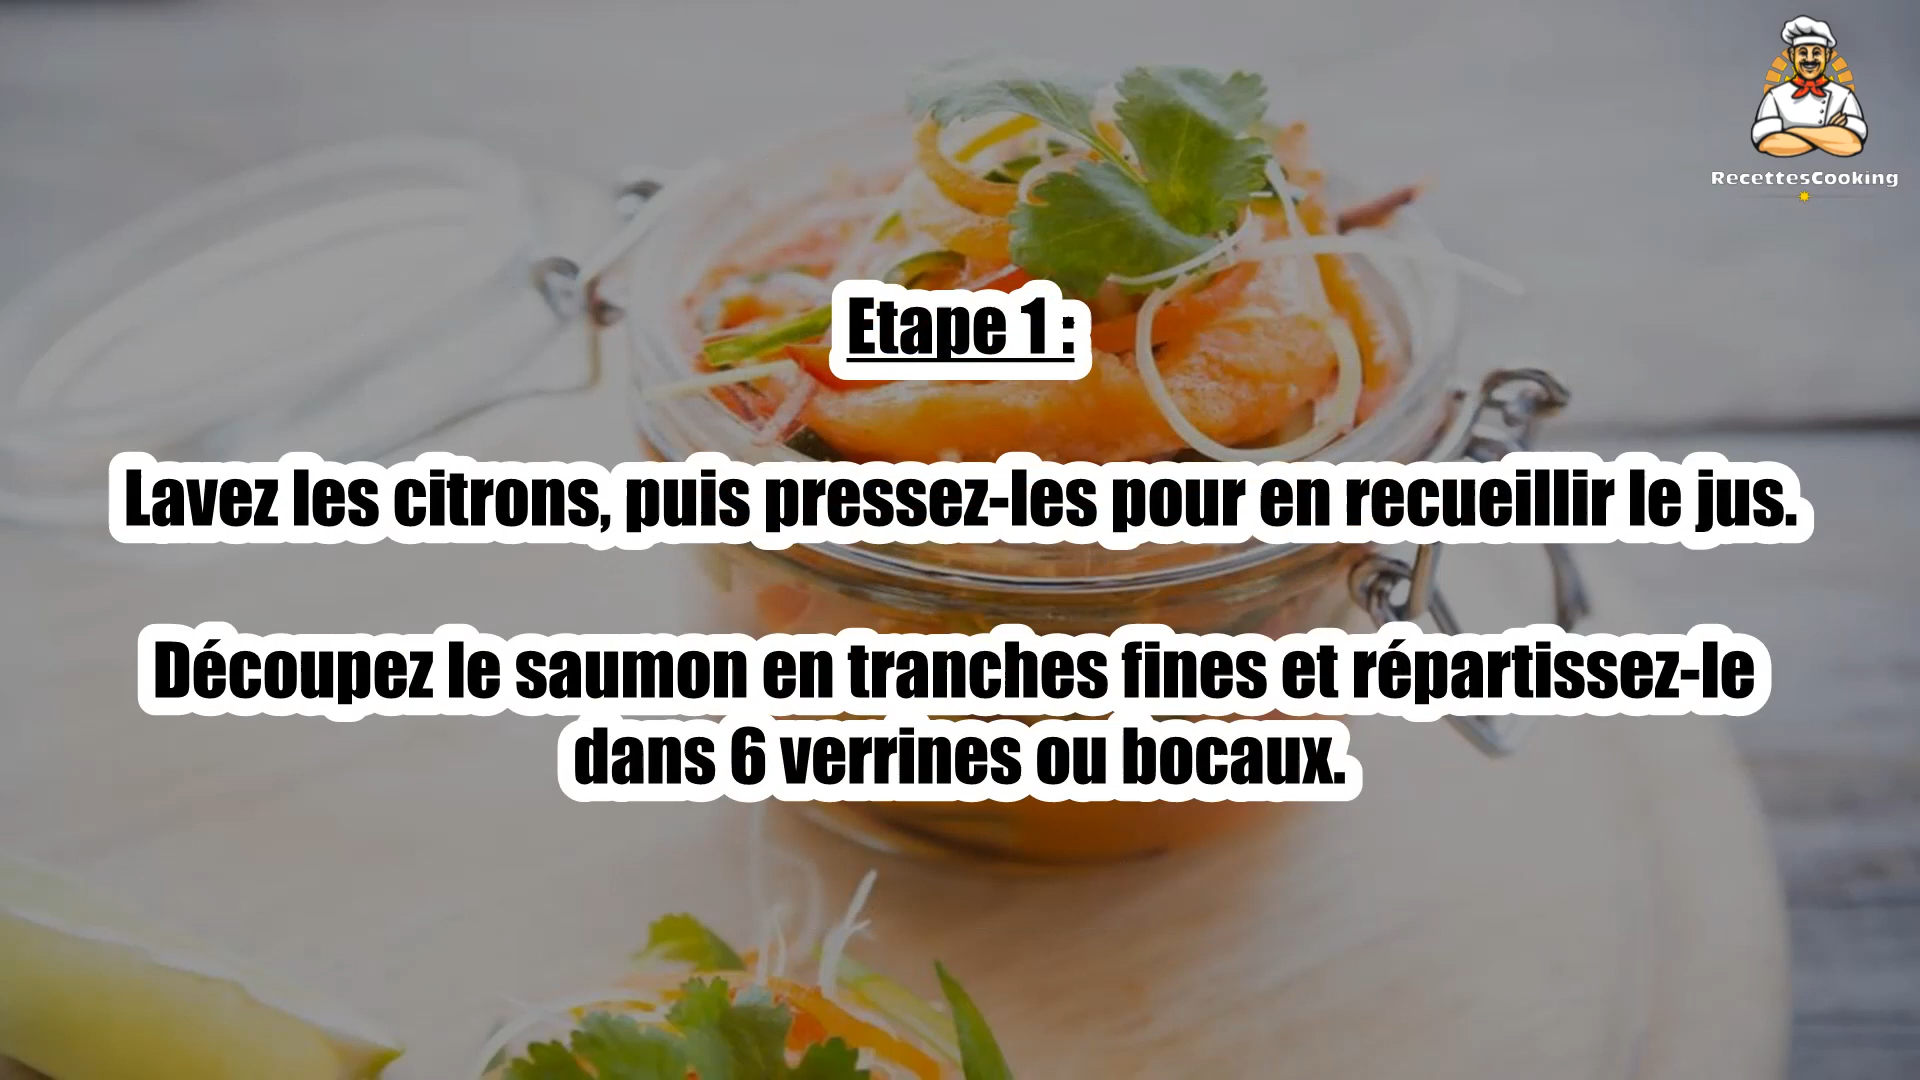 RecettesCooking
Etape 1 :
Lavez les citrons, puis pressez-les pour en recueillir le jus.
Découpez le saumon en tranches fines et répartissez-le
dans 6 verrines ou bocaux.